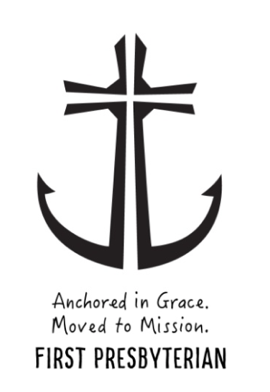 Anchored in Grace.
Moved to Mission.
FIRST PRESBYTERIAN